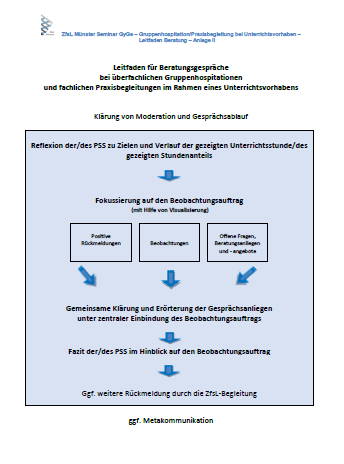 ZfsL Münster Seminar GyGe – Gruppenhospitation/Praxisbegleitung bei Unterrichtsvorhaben –
Leitfaden Beratung – Anlage II
Leitfaden für Beratungsgespräche
bei überfachlichen Gruppenhospitationen
und fachlichen Praxisbegleitungen im Rahmen eines Unterrichtsvorhabens
Klärung von Moderation und Gesprächsablauf
Reflexion der/des PSS zu Zielen und Verlauf der gezeigten Unterrichtsstunde/des
gezeigten Stundenanteils
Fokussierung auf den Beobachtungsauftrag
(mit Hilfe von Visualisierung)
Positive
Rückmeldungen
Beobachtungen
Offene Fragen,
Beratungsanliegen
und - angebote
Gemeinsame Klärung und Erörterung der Gesprächsanliegen
unter zentraler Einbindung des Beobachtungsauftrags
Fazit der/des PSS im Hinblick auf den Beobachtungsauftrag
Ggf. weitere Rückmeldung durch die ZfsL-Begleitung
ggf. Metakommunikation